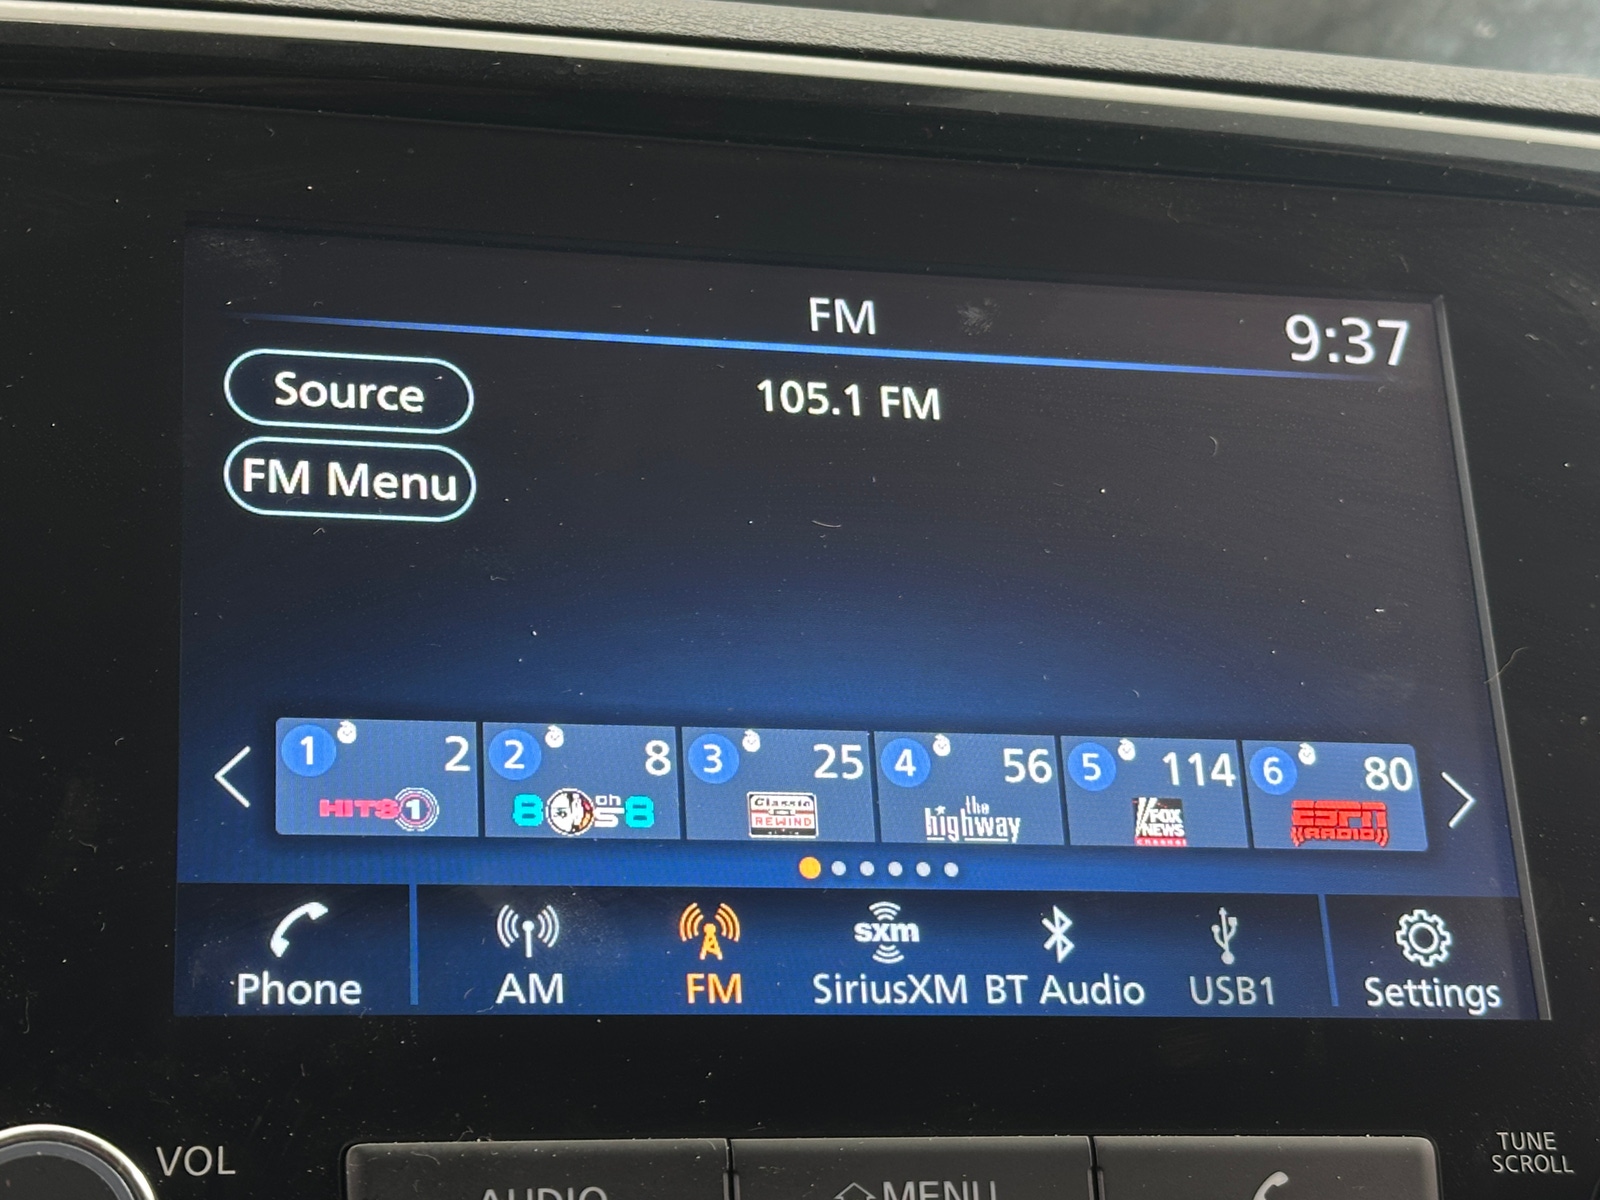 FM
9:37
Source
105.1 FM
FM Menu
1 2
HITS 1
2 8
80s on 8
3 25
Classic REWIND
4 56
the highway
5 114
FOX NEWS channel
6 80
ESPN RADIO
sxm
Phone
AM
FM
SiriusXM
BT Audio
USB1
Settings
VOL
TUNE
SCROLL
AUDIO
MENU